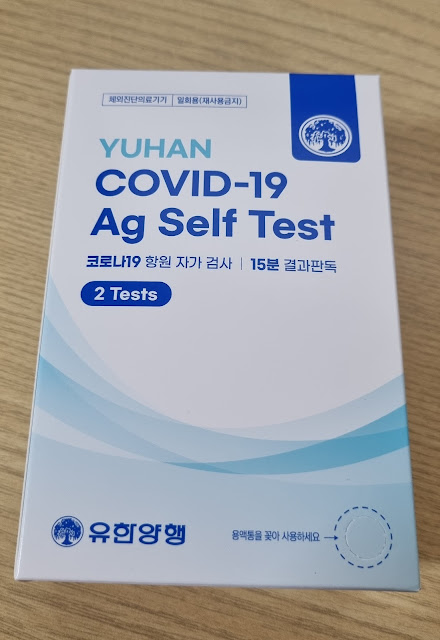 체외진단의료기기 일회용(재사용금지)
YUHAN
COVID-19
Ag Self Test
코로나19 항원 자가 검사 | 15분 결과판독
2 Tests
유한양행
용액통을 꽂아 사용하세요